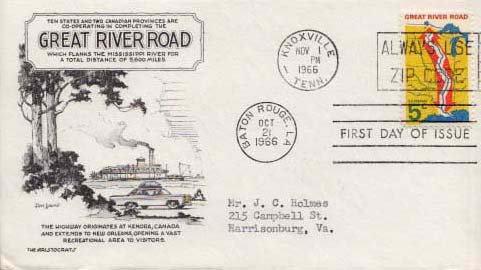 TEN STATES AND TWO CANADIAN PROVINCES ARE
CO-OPERATING IN COMPLETING THE
GREAT RIVER ROAD
WHICH FLANKS THE MISSISSIPPI RIVER FOR
A TOTAL DISTANCE OF 5,600 MILES
THE HIGHWAY ORIGINATES AT KENORA, CANADA
AND EXTENDS TO NEW ORLEANS, OPENING A VAST
RECREATIONAL AREA TO VISITORS.
THE ARISTOCRATS
KNOXVILLE
NOV 1
PM
1966
TENN.
BATON ROUGE, LA
OCT
21
1966
GREAT RIVER ROAD
ALWAYS USE
ZIP CODE
5¢
FIRST DAY OF ISSUE
Mr. J. C. Holmes
215 Campbell St.
Harrisonburg, Va.